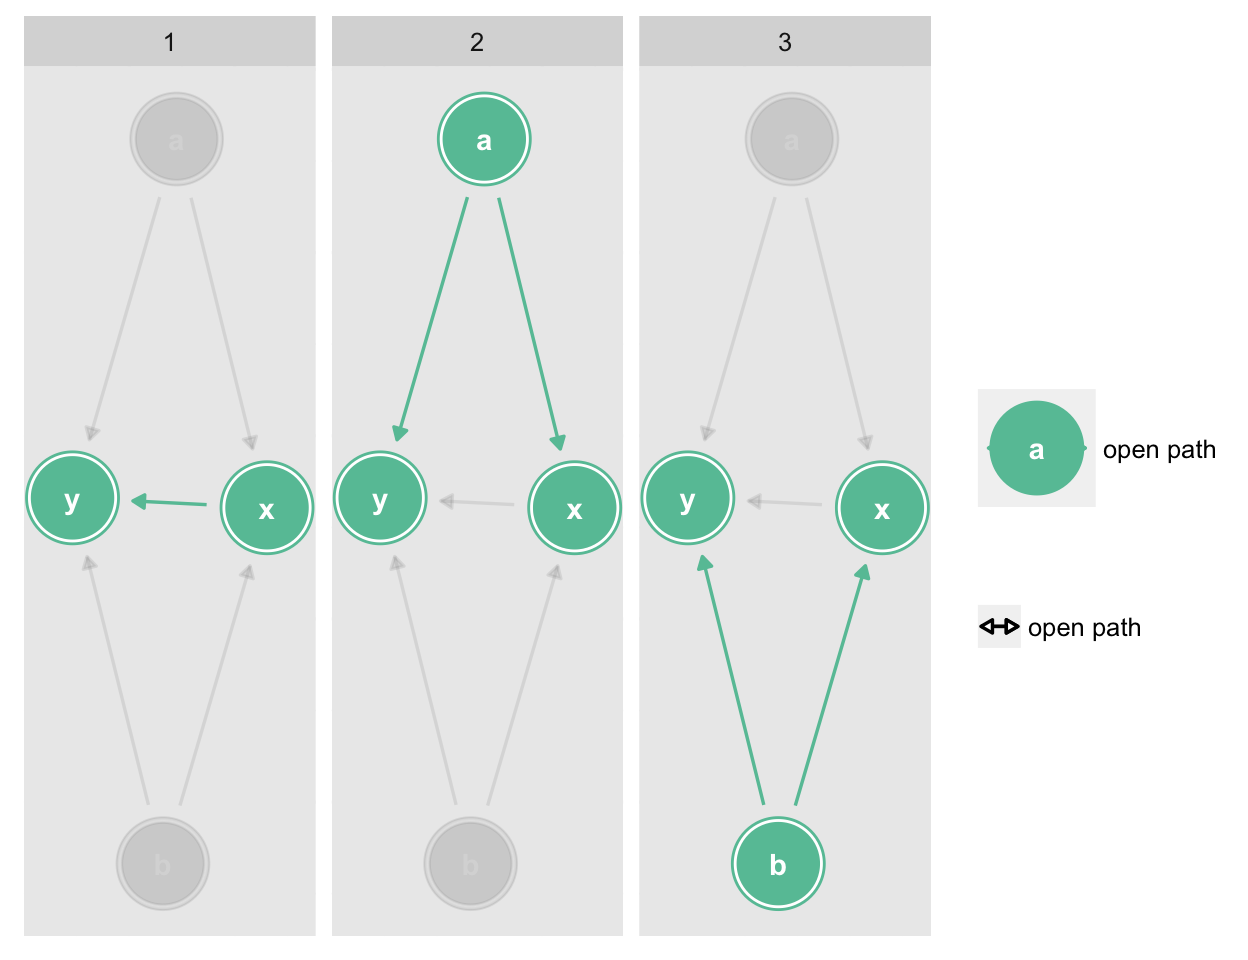 1 2 3
a a a
y x y x y x
b b b
a open path
open path